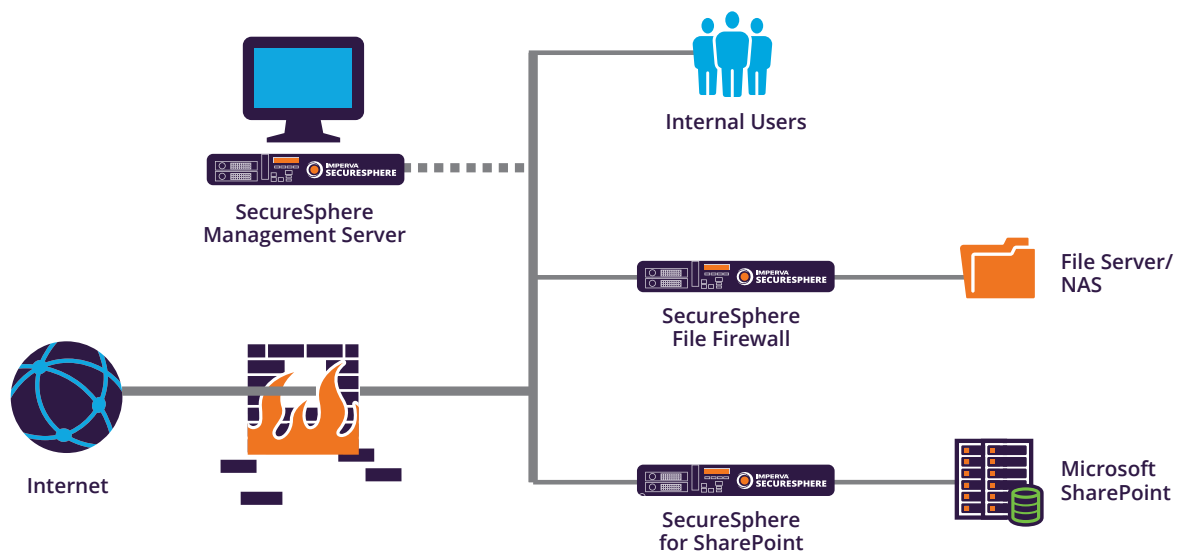 Internal Users
IMPERVA
SECURESPHERE
SecureSphere
Management Server
IMPERVA
SECURESPHERE
SecureSphere
File Firewall
File Server/
NAS
Internet
IMPERVA
SECURESPHERE
SecureSphere
for SharePoint
Microsoft
SharePoint